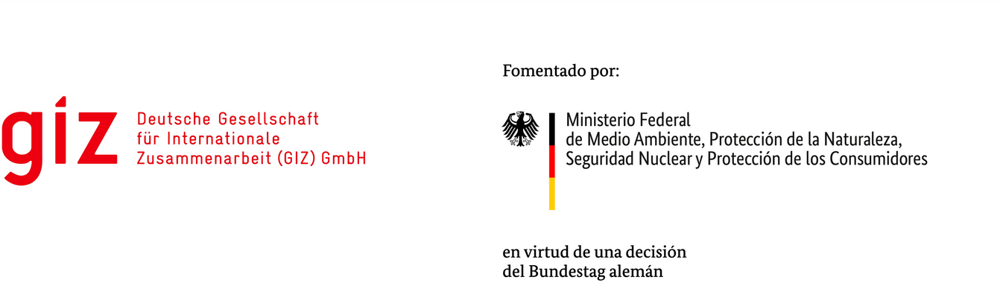 giz
Deutsche Gesellschaft
für Internationale
Zusammenarbeit (GIZ) GmbH
Fomentado por:
Ministerio Federal
de Medio Ambiente, Protección de la Naturaleza,
Seguridad Nuclear y Protección de los Consumidores
en virtud de una decisión
del Bundestag alemán